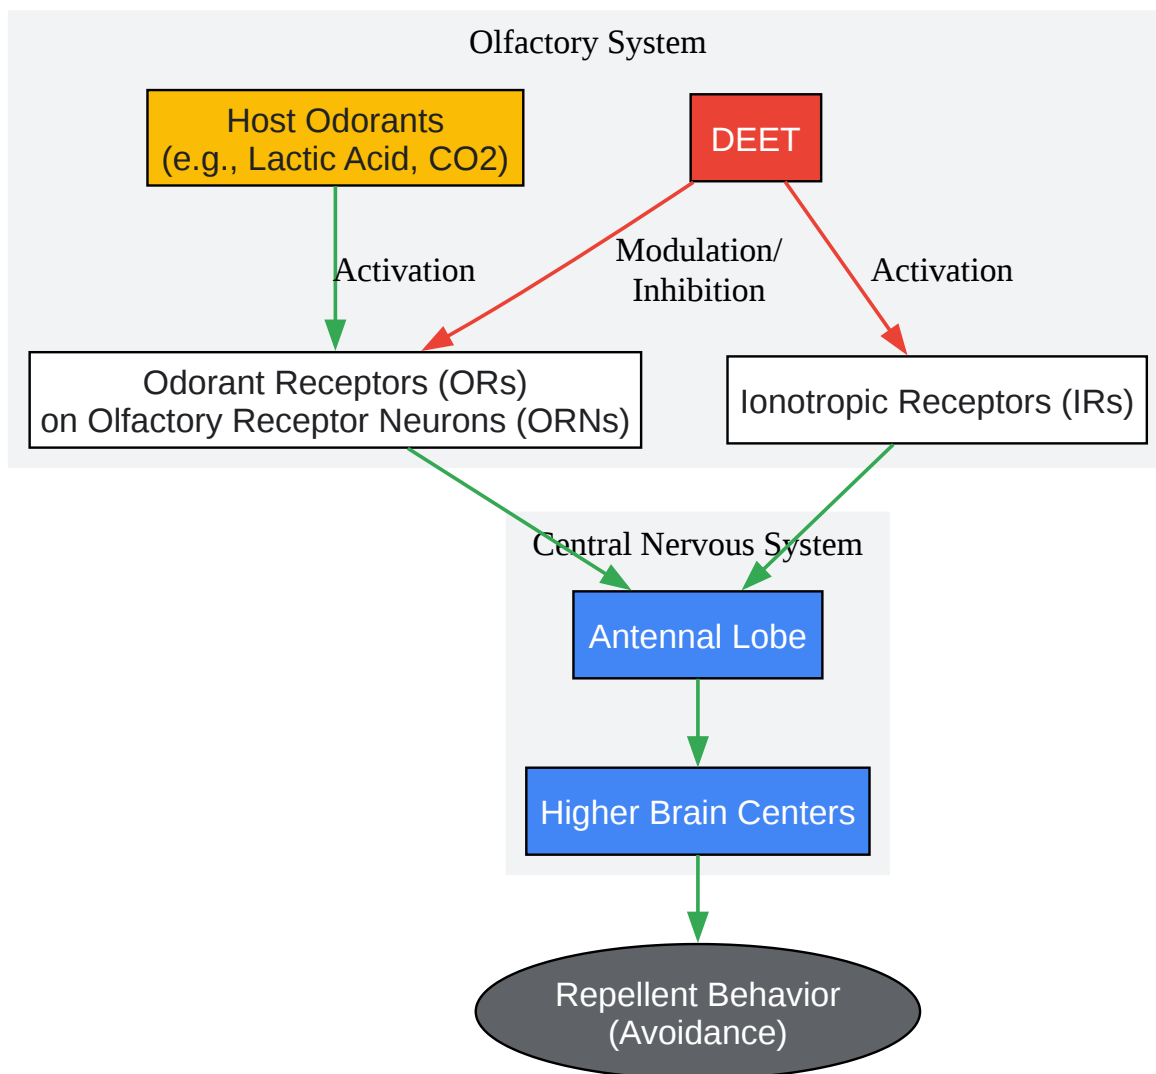 Olfactory System
Host Odorants
(e.g., Lactic Acid, CO2)
DEET
Activation
Modulation/
Inhibition
Activation
Odorant Receptors (ORs)
on Olfactory Receptor Neurons (ORNs)
Ionotropic Receptors (IRs)
Central Nervous System
Antennal Lobe
Higher Brain Centers
Repellent Behavior
(Avoidance)